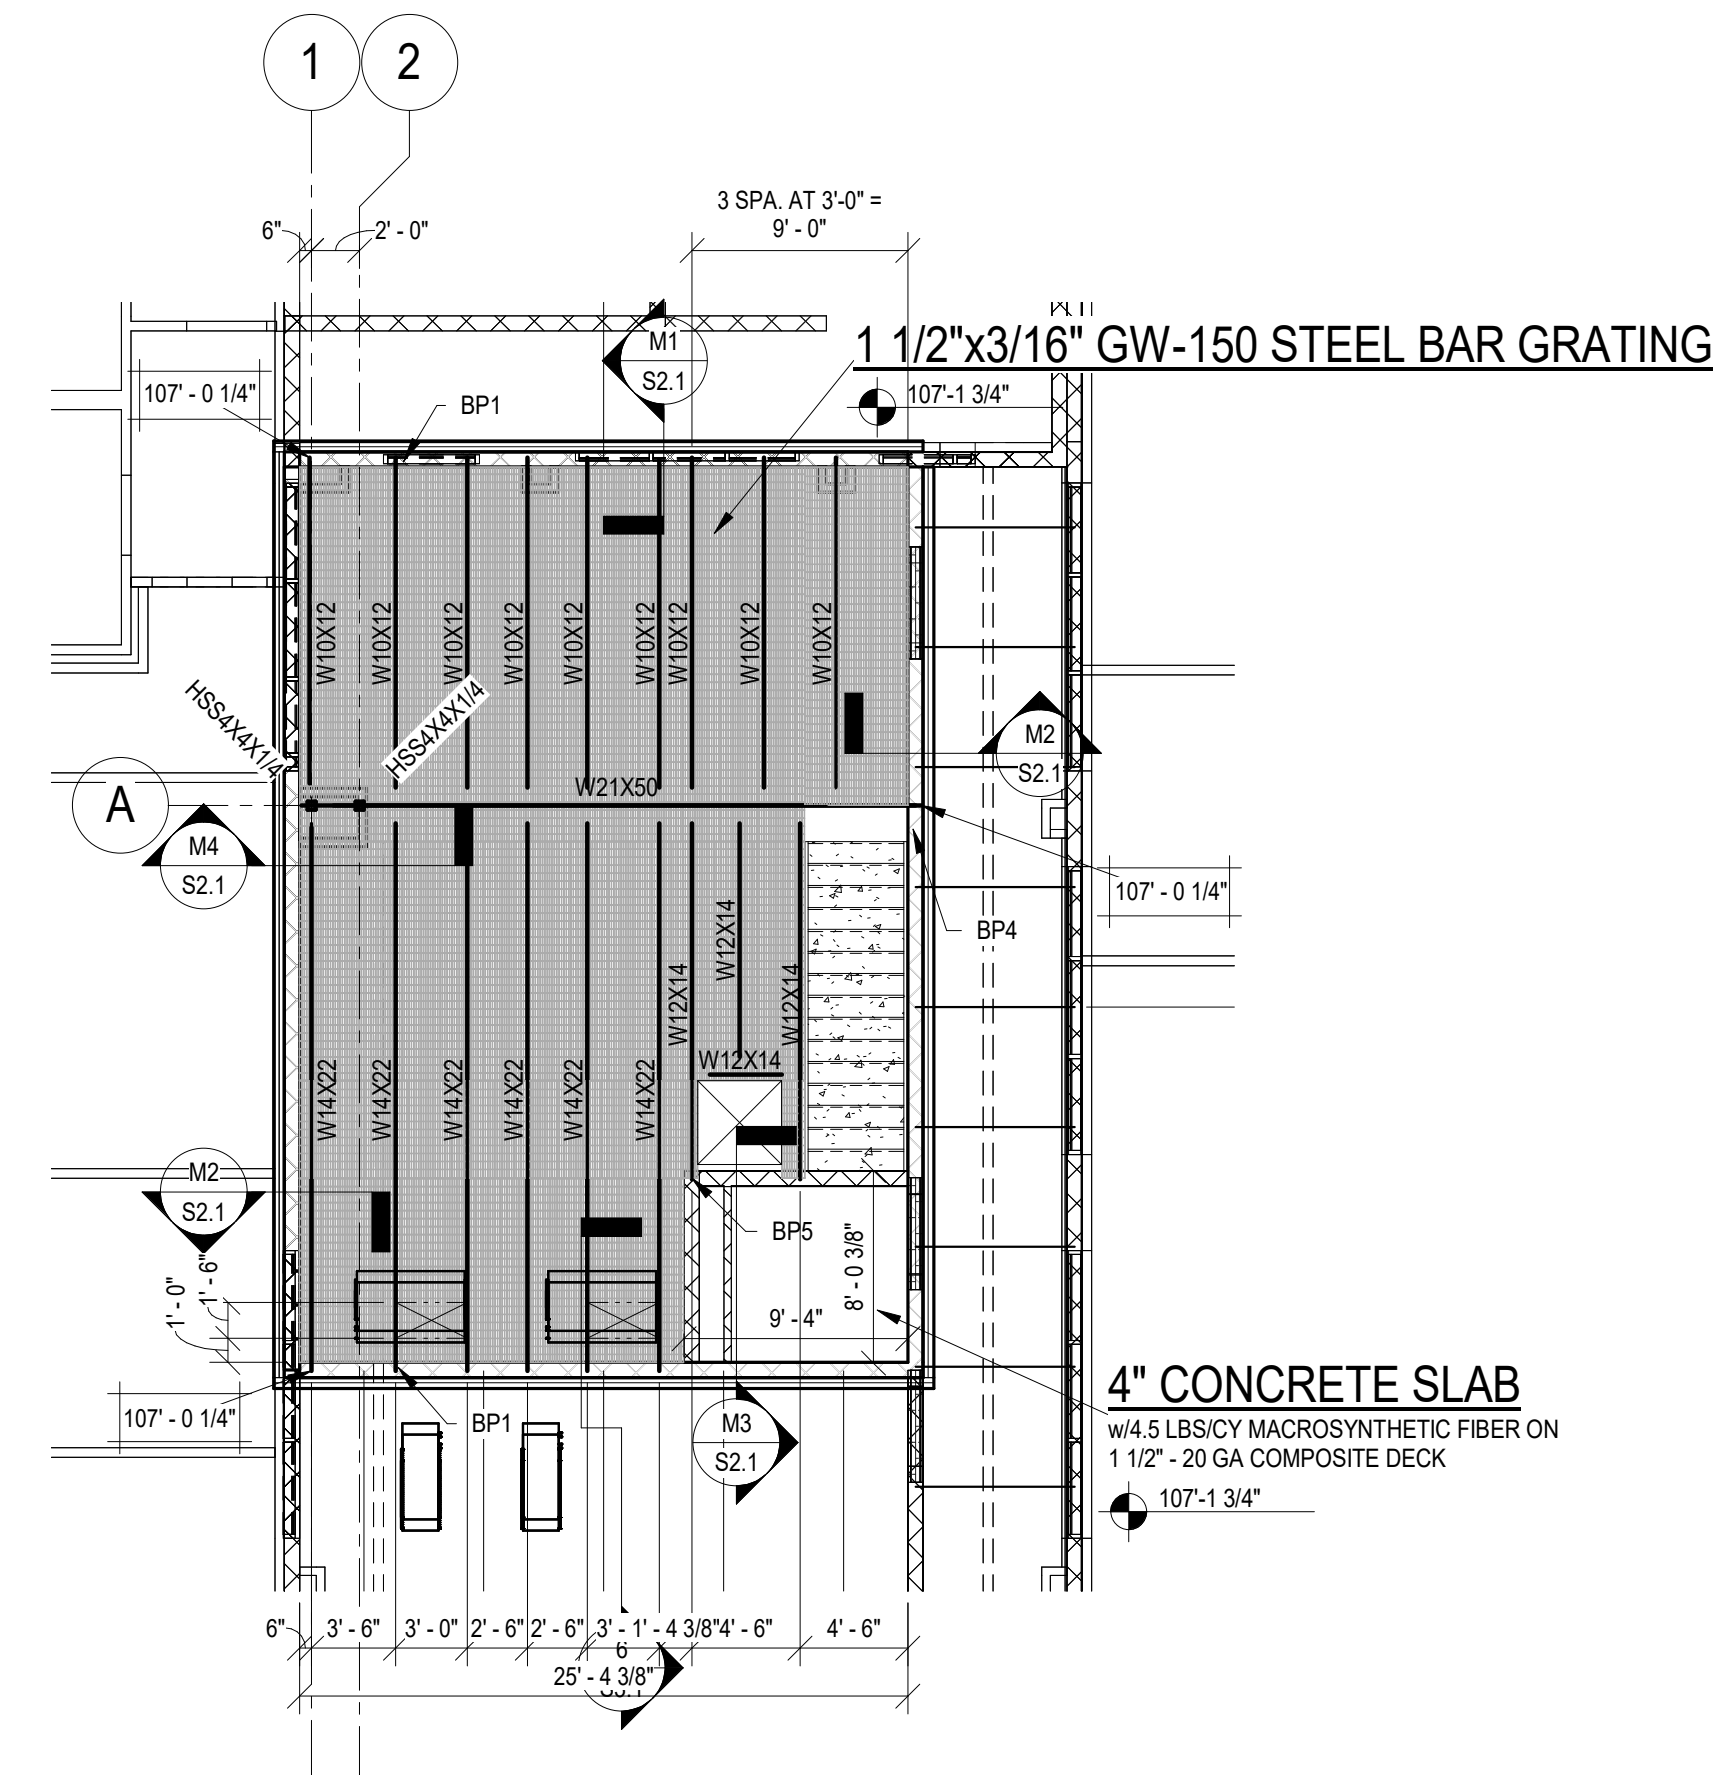 1
2
3 SPA. AT 3'-0" =
9' - 0"
6"
2' - 0"
M1
S2.1
1 1/2"x3/16" GW-150 STEEL BAR GRATING
107' - 0 1/4"
BP1
107'-1 3/4"
W10X12
W10X12
W10X12
W10X12
W10X12
W10X12
W10X12
W10X12
W10X12
HSS4X4X1/4
HSS4X4X1/4
M2
S2.1
W21X50
A
M4
S2.1
107' - 0 1/4"
BP4
W12X14
W12X14
W12X14
W12X14
W14X22
W14X22
W14X22
W14X22
W14X22
W14X22
M2
S2.1
BP5
8' - 0 3/8"
9' - 4"
1' - 6"
1' - 0"
107' - 0 1/4"
BP1
M3
S2.1
4" CONCRETE SLAB
w/4.5 LBS/CY MACROSYNTHETIC FIBER ON
1 1/2" - 20 GA COMPOSITE DECK
107'-1 3/4"
6"
3' - 6"
3' - 0"
2' - 6"
2' - 6"
3' -
1' - 4 3/8"
4' - 6"
4' - 6"
6
25' - 4 3/8"